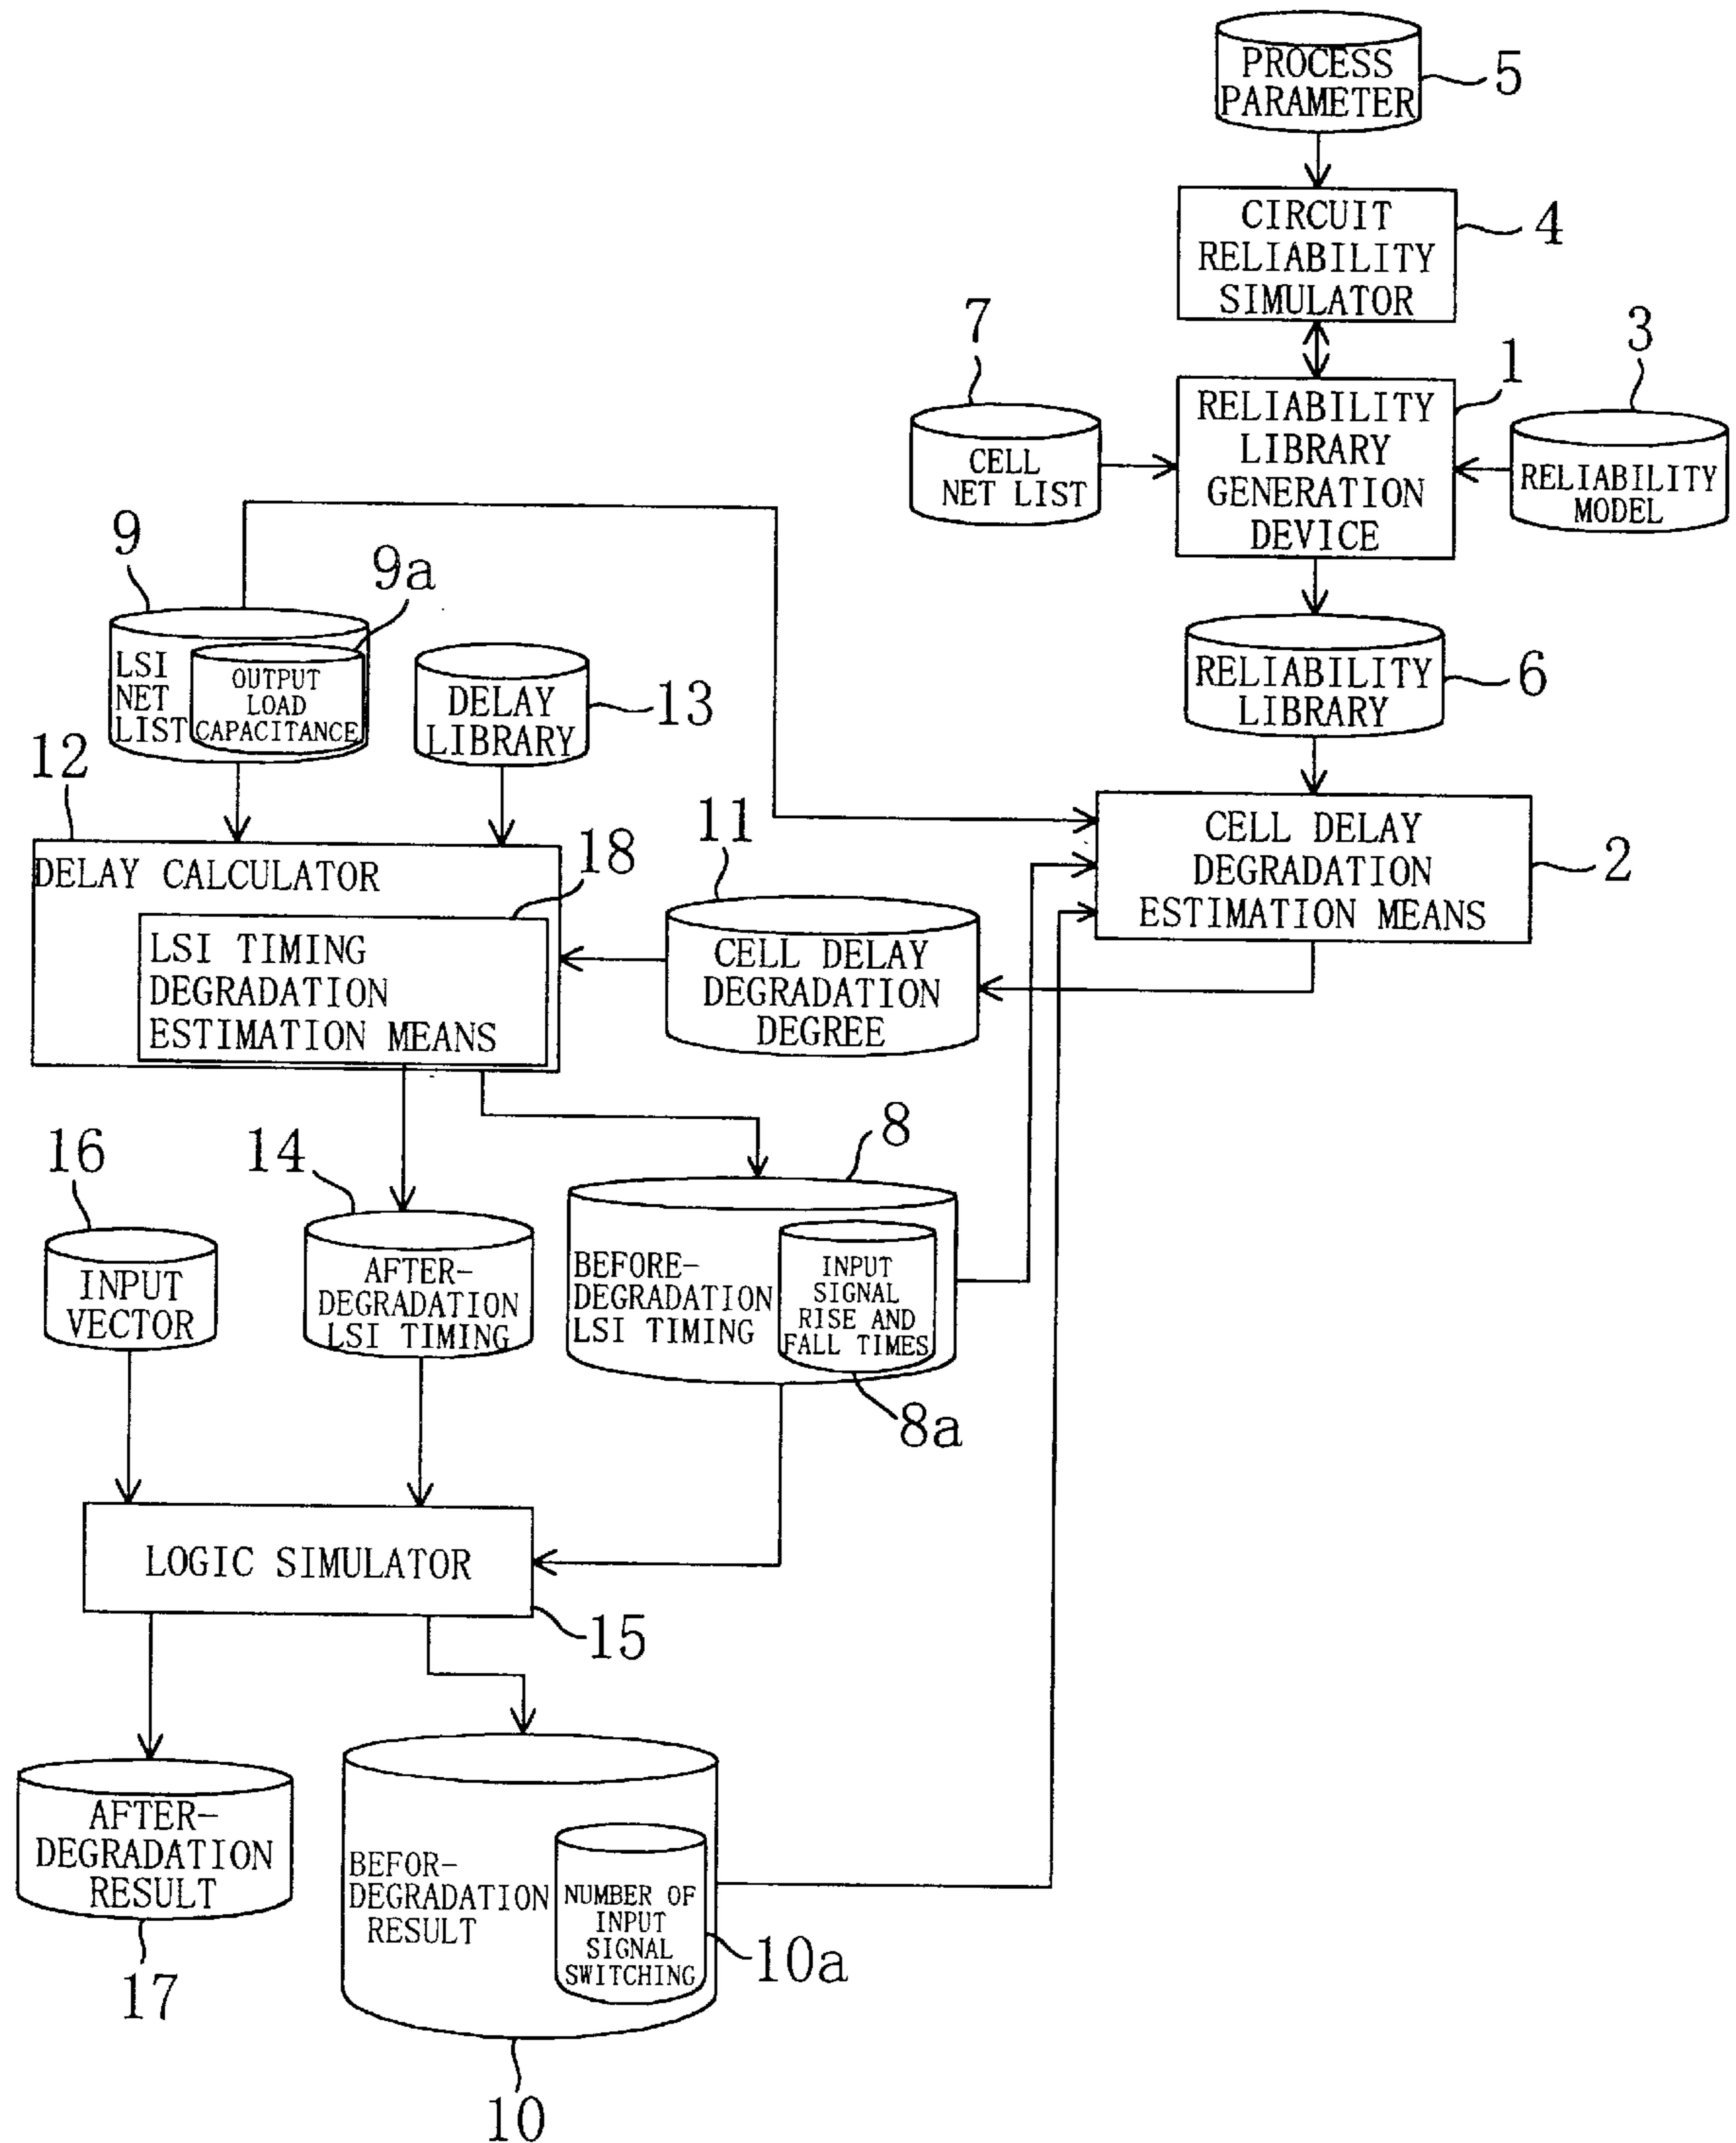 PROCESS
PARAMETER
5
CIRCUIT
RELIABILITY
SIMULATOR
4
7
CELL
NET LIST
1
RELIABILITY
LIBRARY
GENERATION
DEVICE
3
RELIABILITY
MODEL
9
9a
LSI
NET
LIST
OUTPUT
LOAD
CAPACITANCE
DELAY
LIBRARY
13
RELIABILITY
LIBRARY
6
12
DELAY CALCULATOR
18
LSI TIMING
DEGRADATION
ESTIMATION MEANS
11
CELL DELAY
DEGRADATION
DEGREE
CELL DELAY
DEGRADATION
ESTIMATION MEANS
2
16
INPUT
VECTOR
14
AFTER-
DEGRADATION
LSI TIMING
8
BEFORE-
DEGRADATION
LSI TIMING
INPUT
SIGNAL
RISE AND
FALL TIMES
8a
LOGIC SIMULATOR
15
AFTER-
DEGRADATION
RESULT
17
BEFOR-
DEGRADATION
RESULT
NUMBER OF
INPUT
SIGNAL
SWITCHING
10a
10